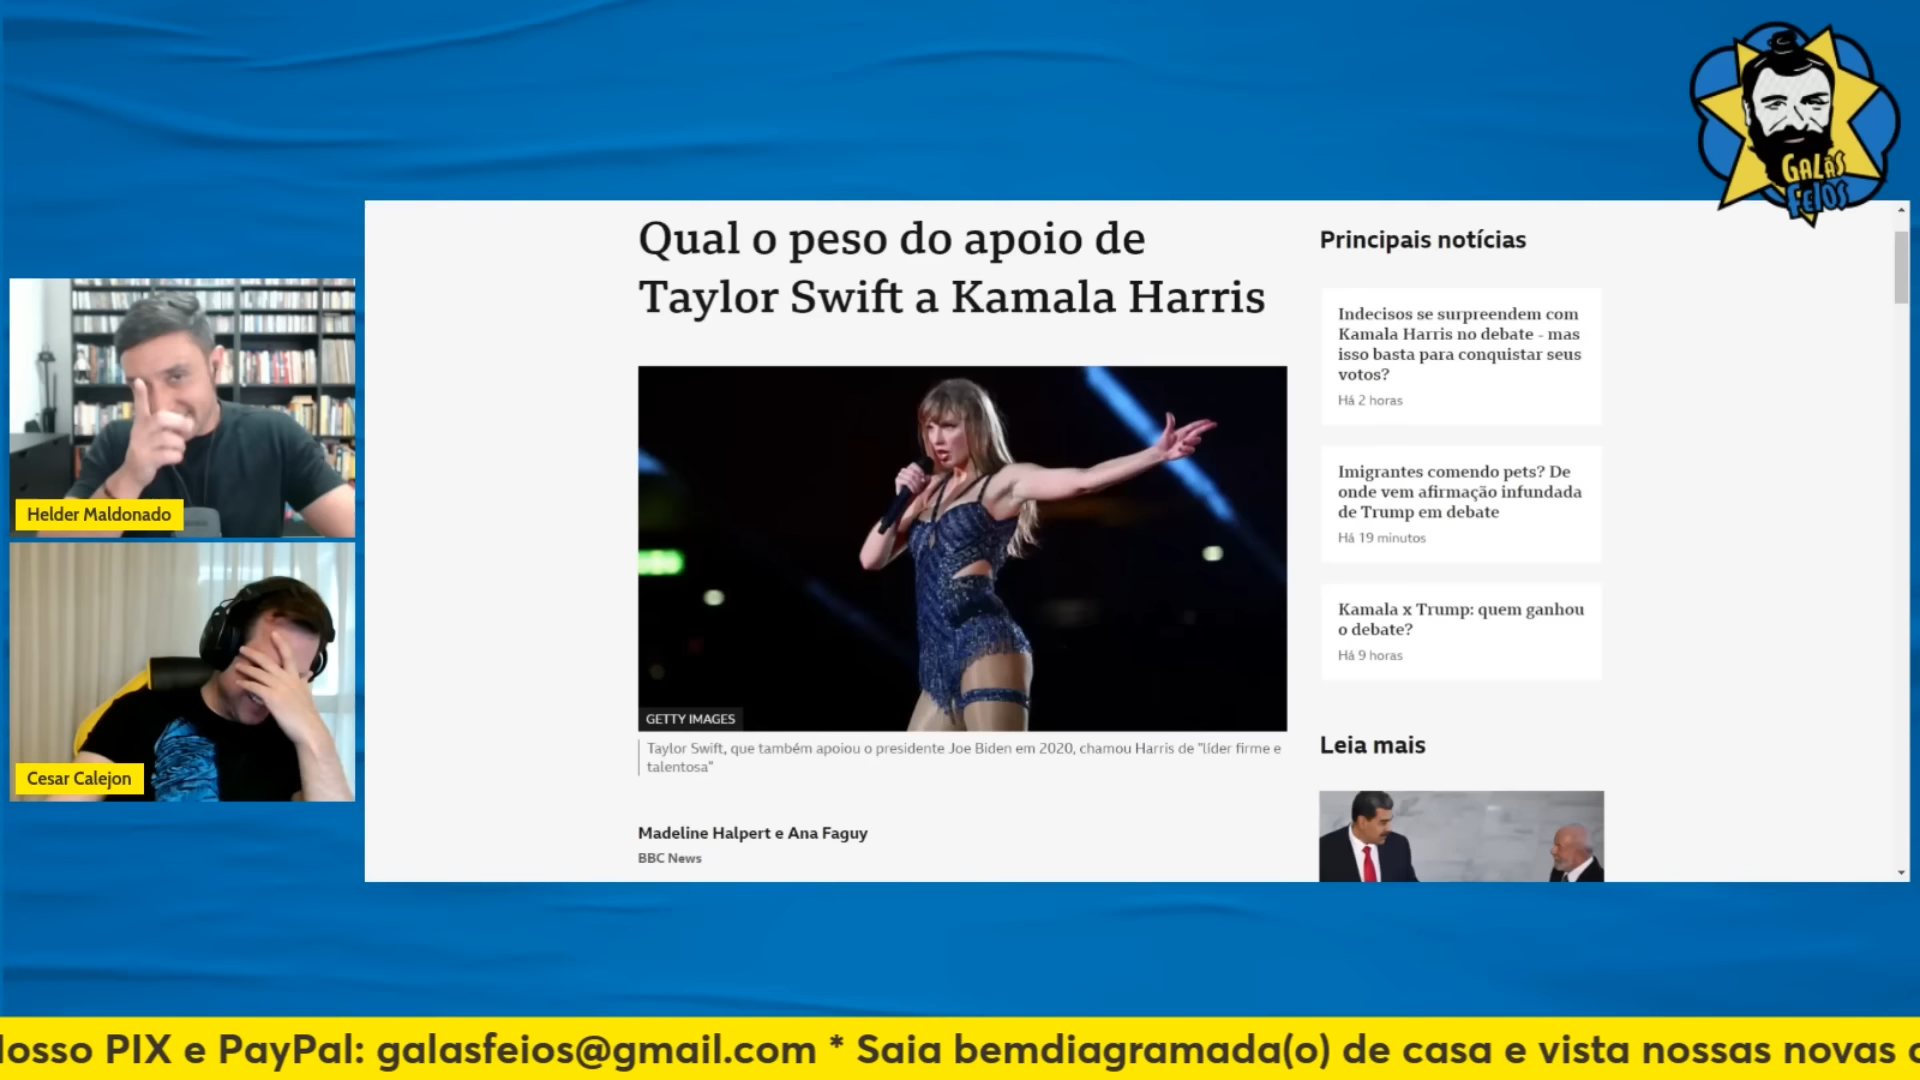 GALÃS
FEIOS
Qual o peso do apoio de
Taylor Swift a Kamala Harris
GETTY IMAGES
Taylor Swift, que também apoiou o presidente Joe Biden em 2020, chamou Harris de "líder firme e
talentosa"
Madeline Halpert e Ana Faguy
BBC News
Principais notícias
Indecisos se surpreendem com
Kamala Harris no debate - mas
isso basta para conquistar seus
votos?
Há 2 horas
Imigrantes comendo pets? De
onde vem afirmação infundada
de Trump em debate
Há 19 minutos
Kamala x Trump: quem ganhou
o debate?
Há 9 horas
Leia mais
Helder Maldonado
Cesar Calejon
osso PIX e PayPal: galasfeios@gmail.com * Saia bemdiagramada(o) de casa e vista nossas novas